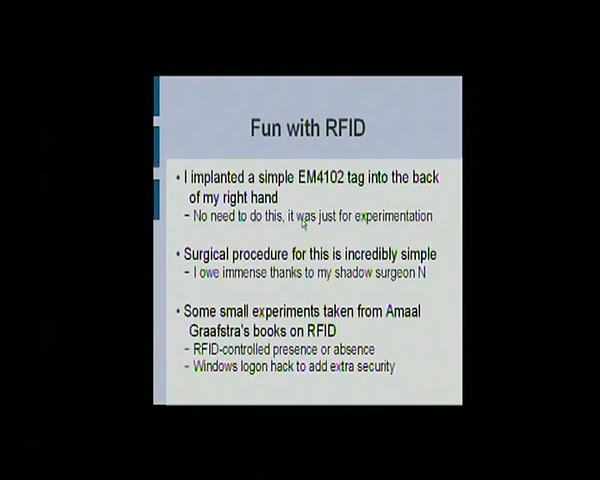 Fun with RFID
• I implanted a simple EM4102 tag into the back
of my right hand
– No need to do this, it was just for experimentation
• Surgical procedure for this is incredibly simple
– I owe immense thanks to my shadow surgeon N
• Some small experiments taken from Amaal
Graafstra's books on RFID
– RFID-controlled presence or absence
– Windows logon hack to add extra security